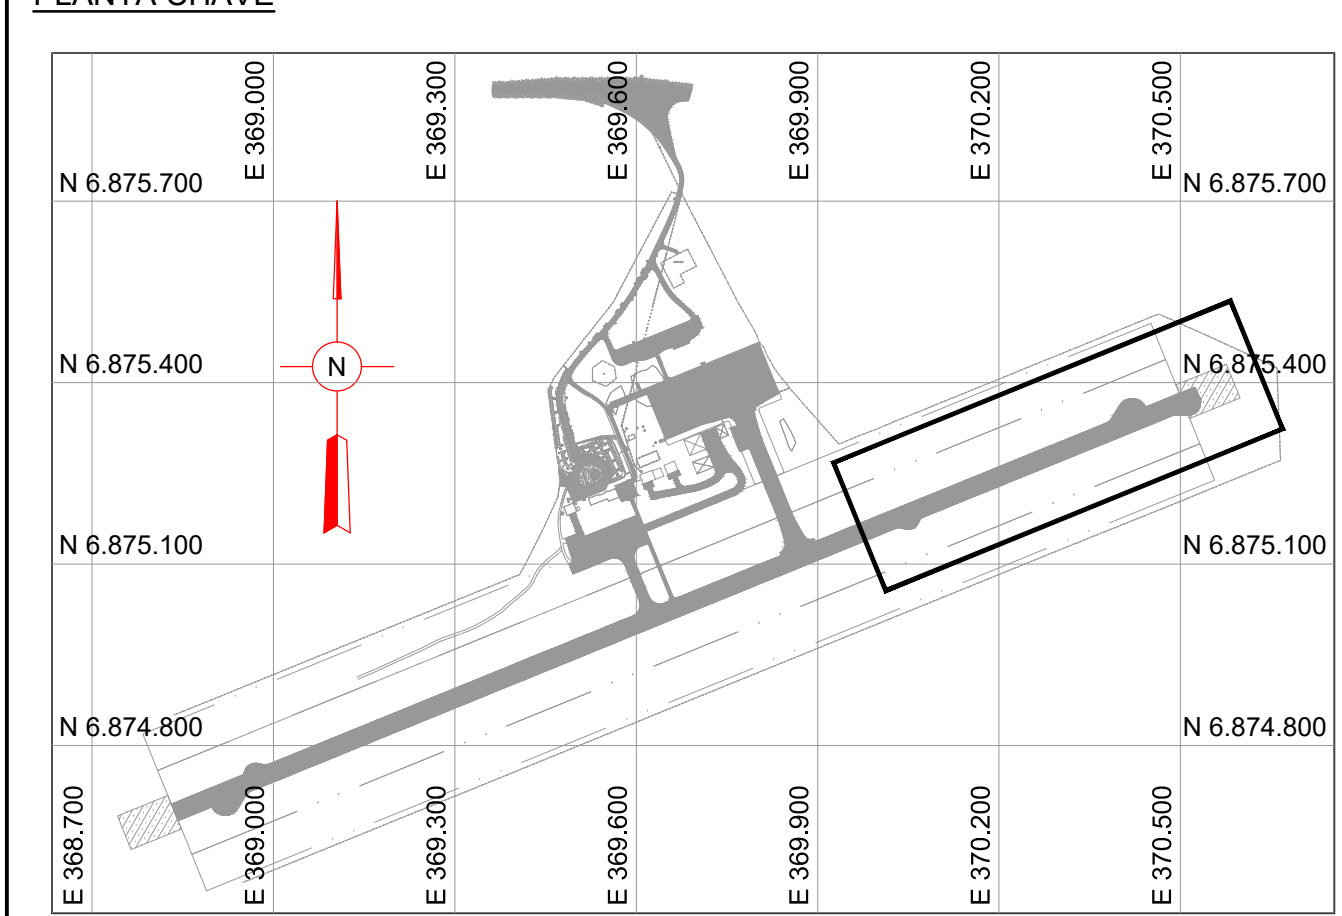 PLANTA CHAVE
E 369.000
E 369.300
E 369.600
E 369.900
E 370.200
E 370.500
N 6.875.700
N 6.875.700
N
N 6.875.400
N 6.875.400
N 6.875.100
N 6.875.100
N 6.874.800
N 6.874.800
E 368.700
E 369.000
E 369.300
E 369.600
E 369.900
E 370.200
E 370.500